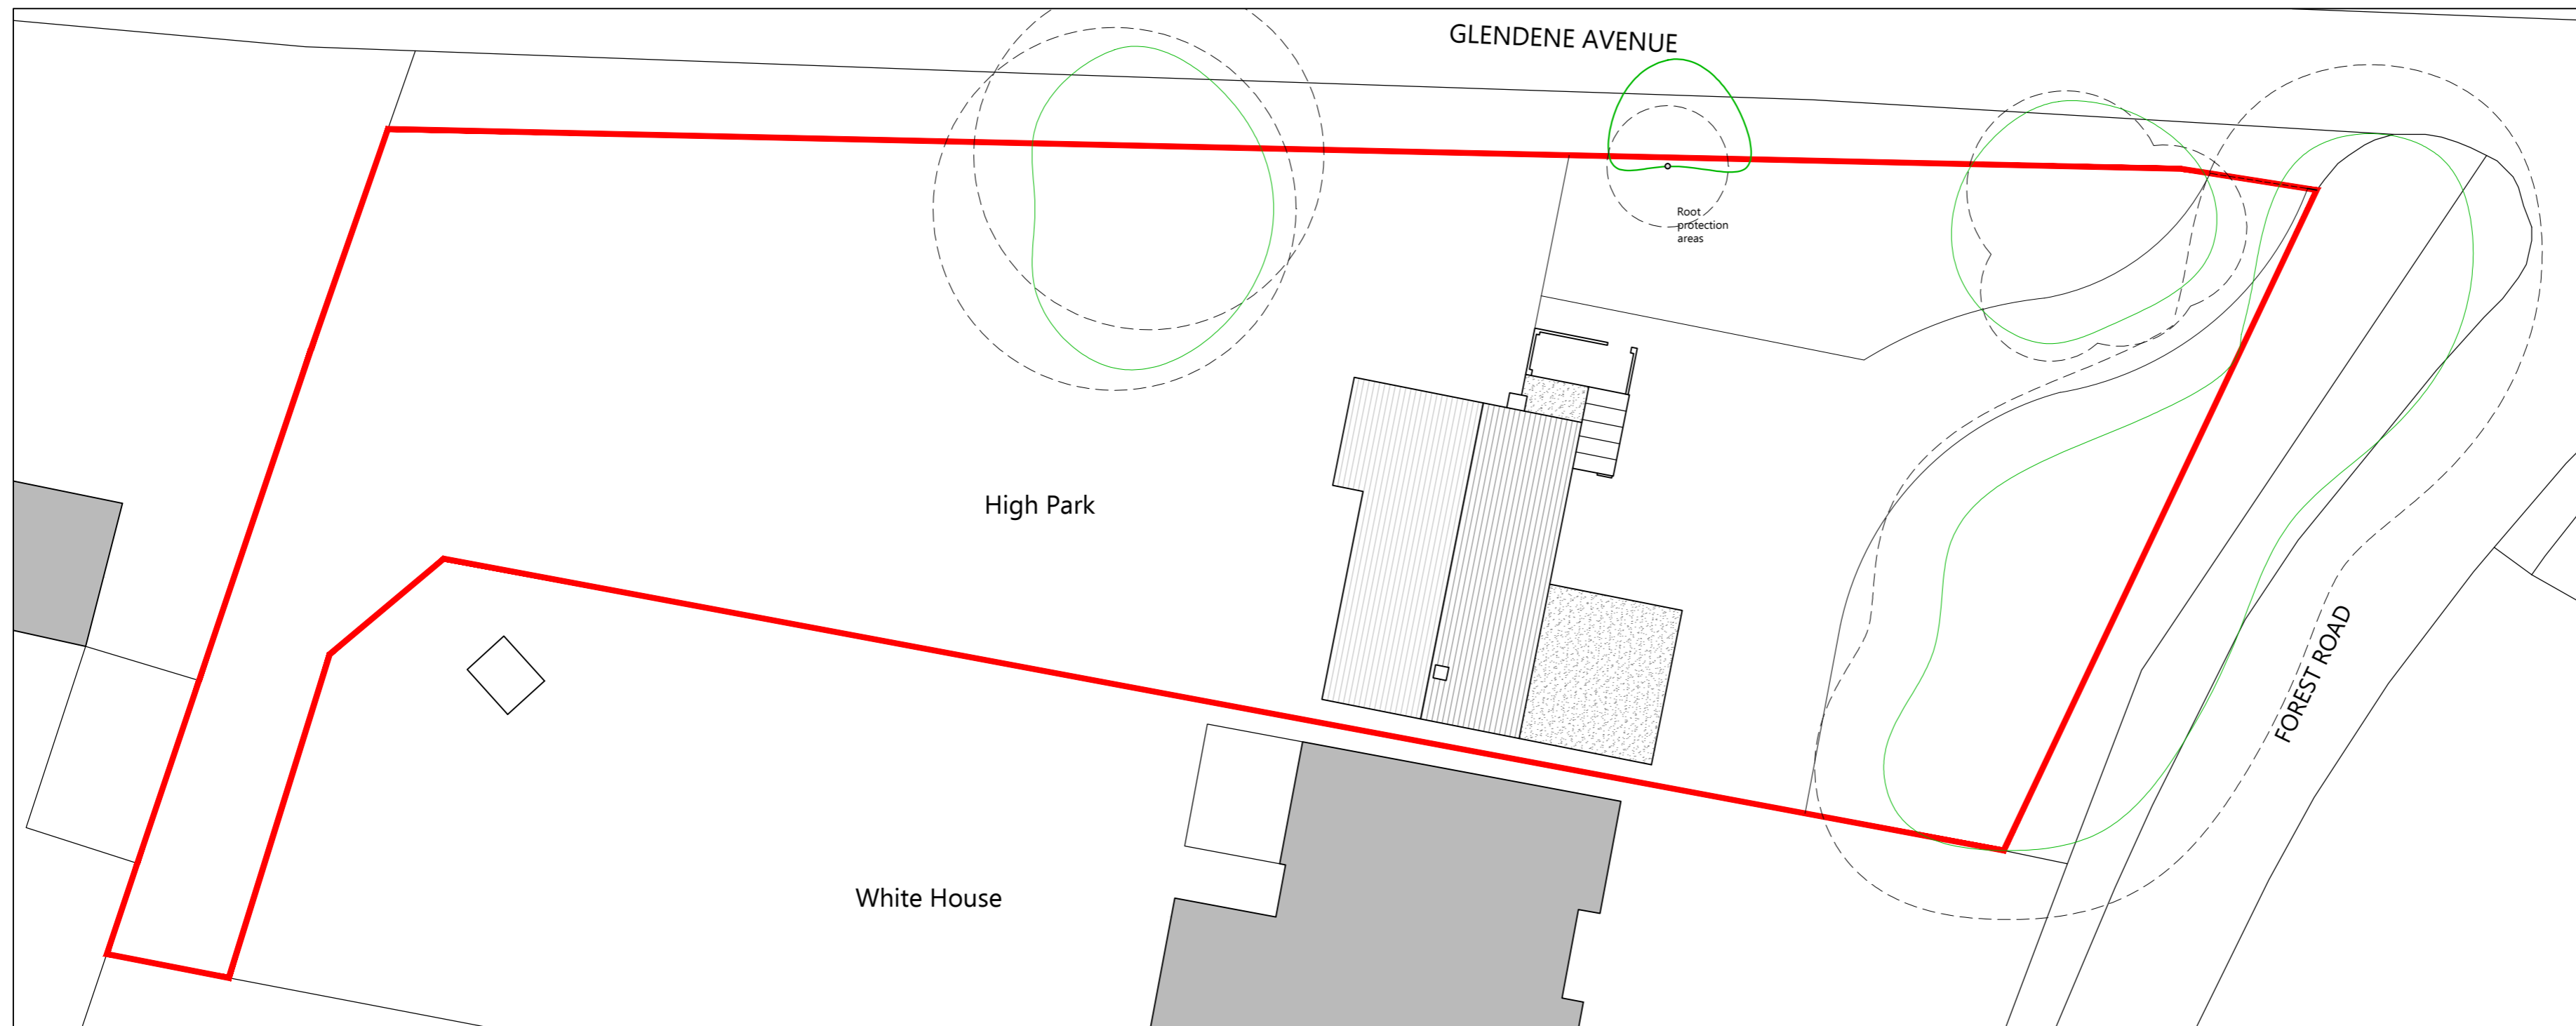 GLENDENE AVENUE
Root
protection
areas
High Park
FOREST ROAD
White House